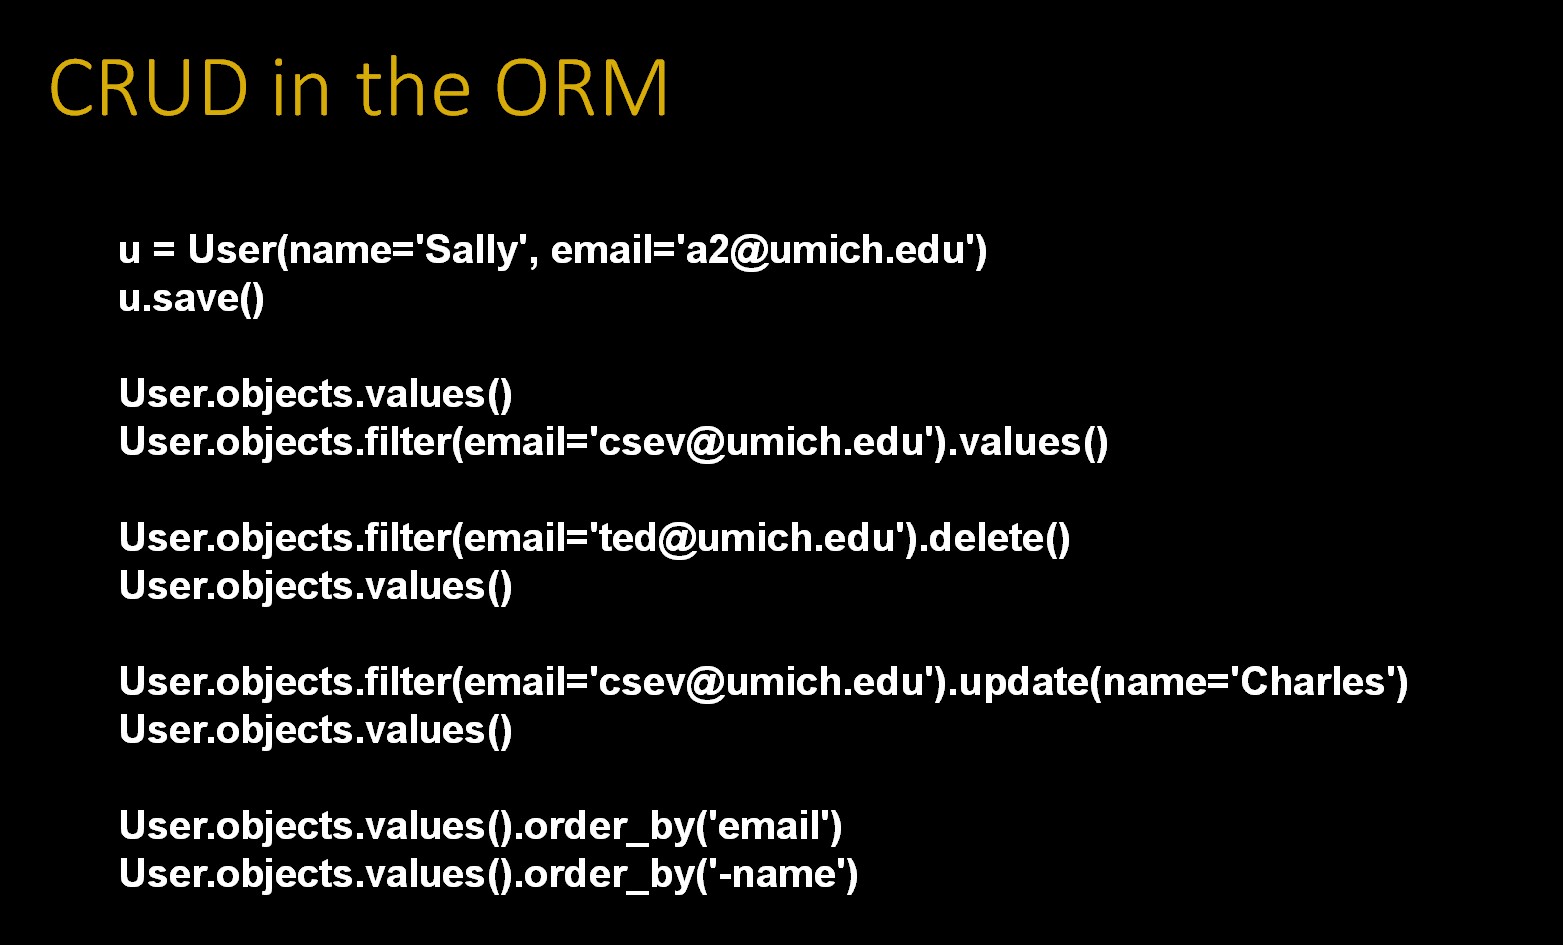 CRUD in the ORM
u = User(name='Sally', email='a2@umich.edu')
u.save()
User.objects.values()
User.objects.filter(email='csev@umich.edu').values()
User.objects.filter(email='ted@umich.edu').delete()
User.objects.values()
User.objects.filter(email='csev@umich.edu').update(name='Charles')
User.objects.values()
User.objects.values().order_by('email')
User.objects.values().order_by('-name')